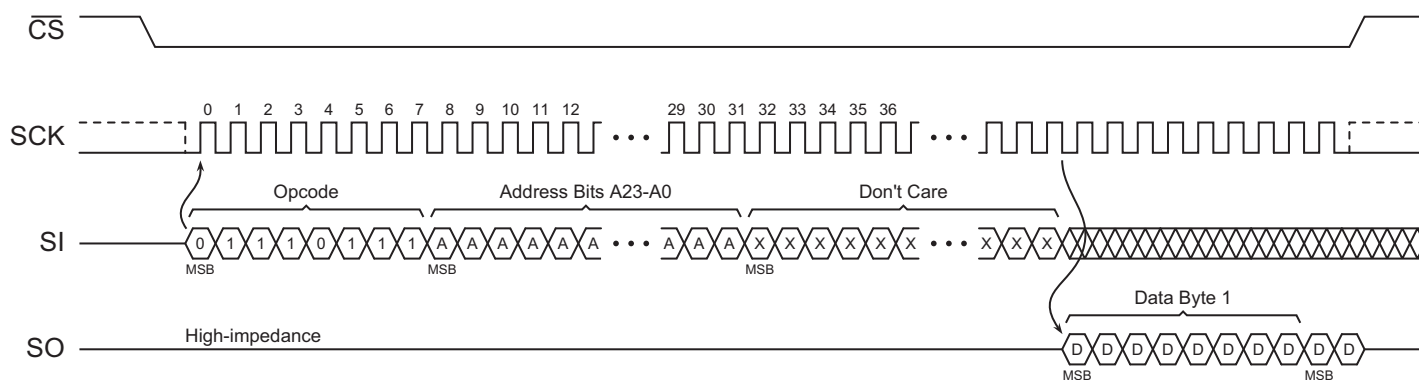 CS
0 1 2 3 4 5 6 7 8 9 10 11 12 29 30 31 32 33 34 35 36
SCK
Opcode Address Bits A23-A0 Don't Care
SI 0 1 1 1 0 1 1 1 A A A A A A A A A X X X X X X X X X
MSB MSB MSB
Data Byte 1
High-impedance
SO D D D D D D D D D D
MSB MSB